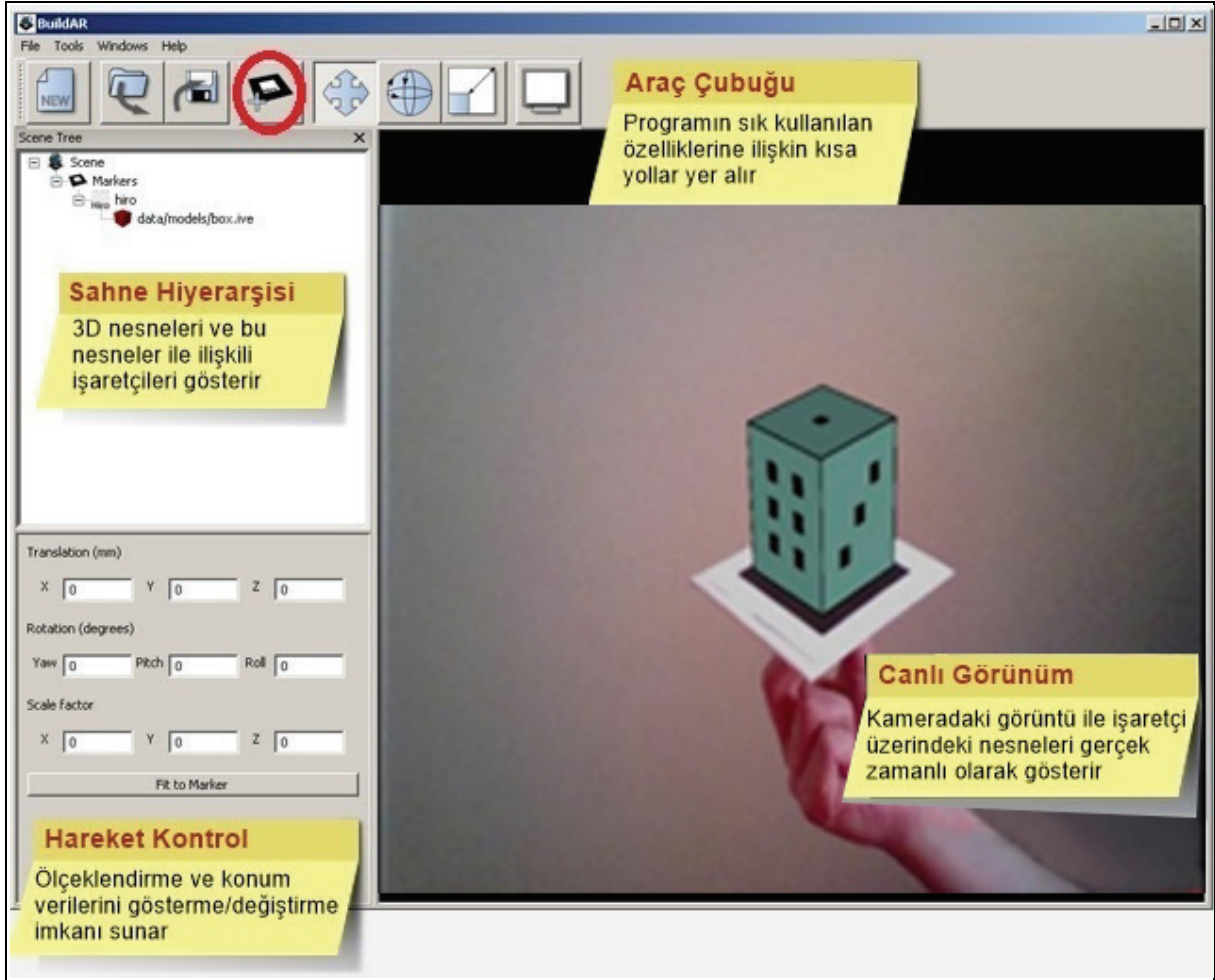 BuildAR
File Tools Windows Help
NEW
Araç Çubuğu
Programın sık kullanılan
özelliklerine ilişkin kısa
yollar yer alır
Scene Tree
Scene
Markers
Hiro hiro
data/models/box.ive
Sahne Hiyerarşisi
3D nesneleri ve bu
nesneler ile ilişkili
işaretçileri gösterir
Translation (mm)
X 0 Y 0 Z 0
Rotation (degrees)
Yaw 0 Pitch 0 Roll 0
Scale factor
X 0 Y 0 Z 0
Fit to Marker
Hareket Kontrol
Ölçeklendirme ve konum
verilerini gösterme/değiştirme
imkanı sunar
Canlı Görünüm
Kameradaki görüntü ile işaretçi
üzerindeki nesneleri gerçek
zamanlı olarak gösterir